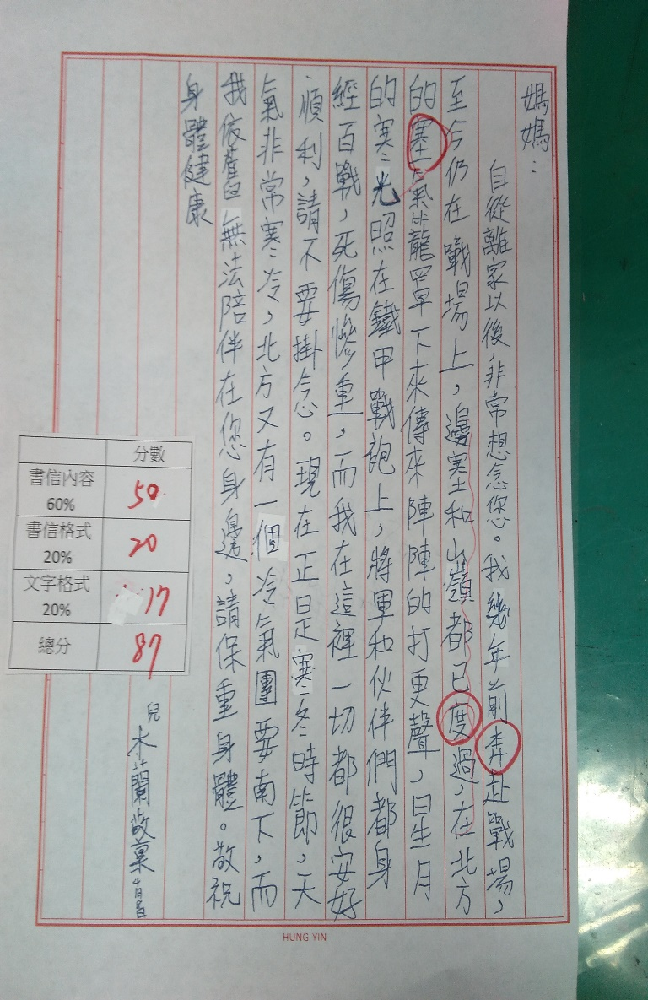 媽媽：
自從離家以後，非常想念您。我幾年前奔赴戰場，
至今仍在戰場上，邊塞和山嶺都已度過，在北方
的塞氣籠罩下來傳來陣陣的打更聲，星月
的寒光照在鐵甲戰袍上，將軍和伙伴們都身
經百戰，死傷慘重，而我在這裡一切都很安好
順利，請不要掛念。現在正是寒冬時節，天
氣非常寒冷，北方又有一個冷氣團要南下，而
我依舊無法陪伴在您身邊，請保重身體。敬祝
身體健康
兒
木蘭敬稟
分數
書信內容 60% 50
書信格式 20% 20
文字格式 20% 17
總分 87
HUNG YIN